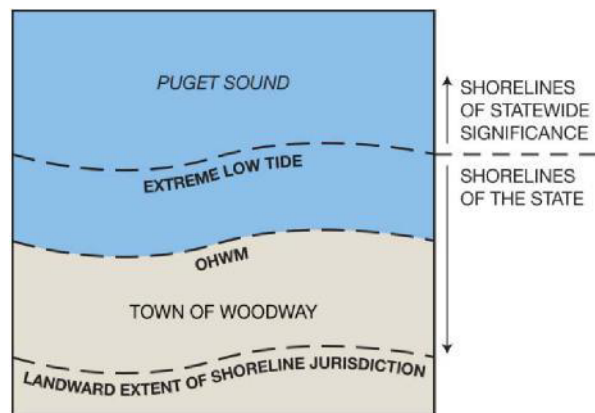 PUGET SOUND
SHORELINES
OF STATEWIDE
SIGNIFICANCE
EXTREME LOW TIDE
SHORELINES
OF THE STATE
OHWM
TOWN OF WOODWAY
LANDWARD EXTENT OF SHORELINE JURISDICTION